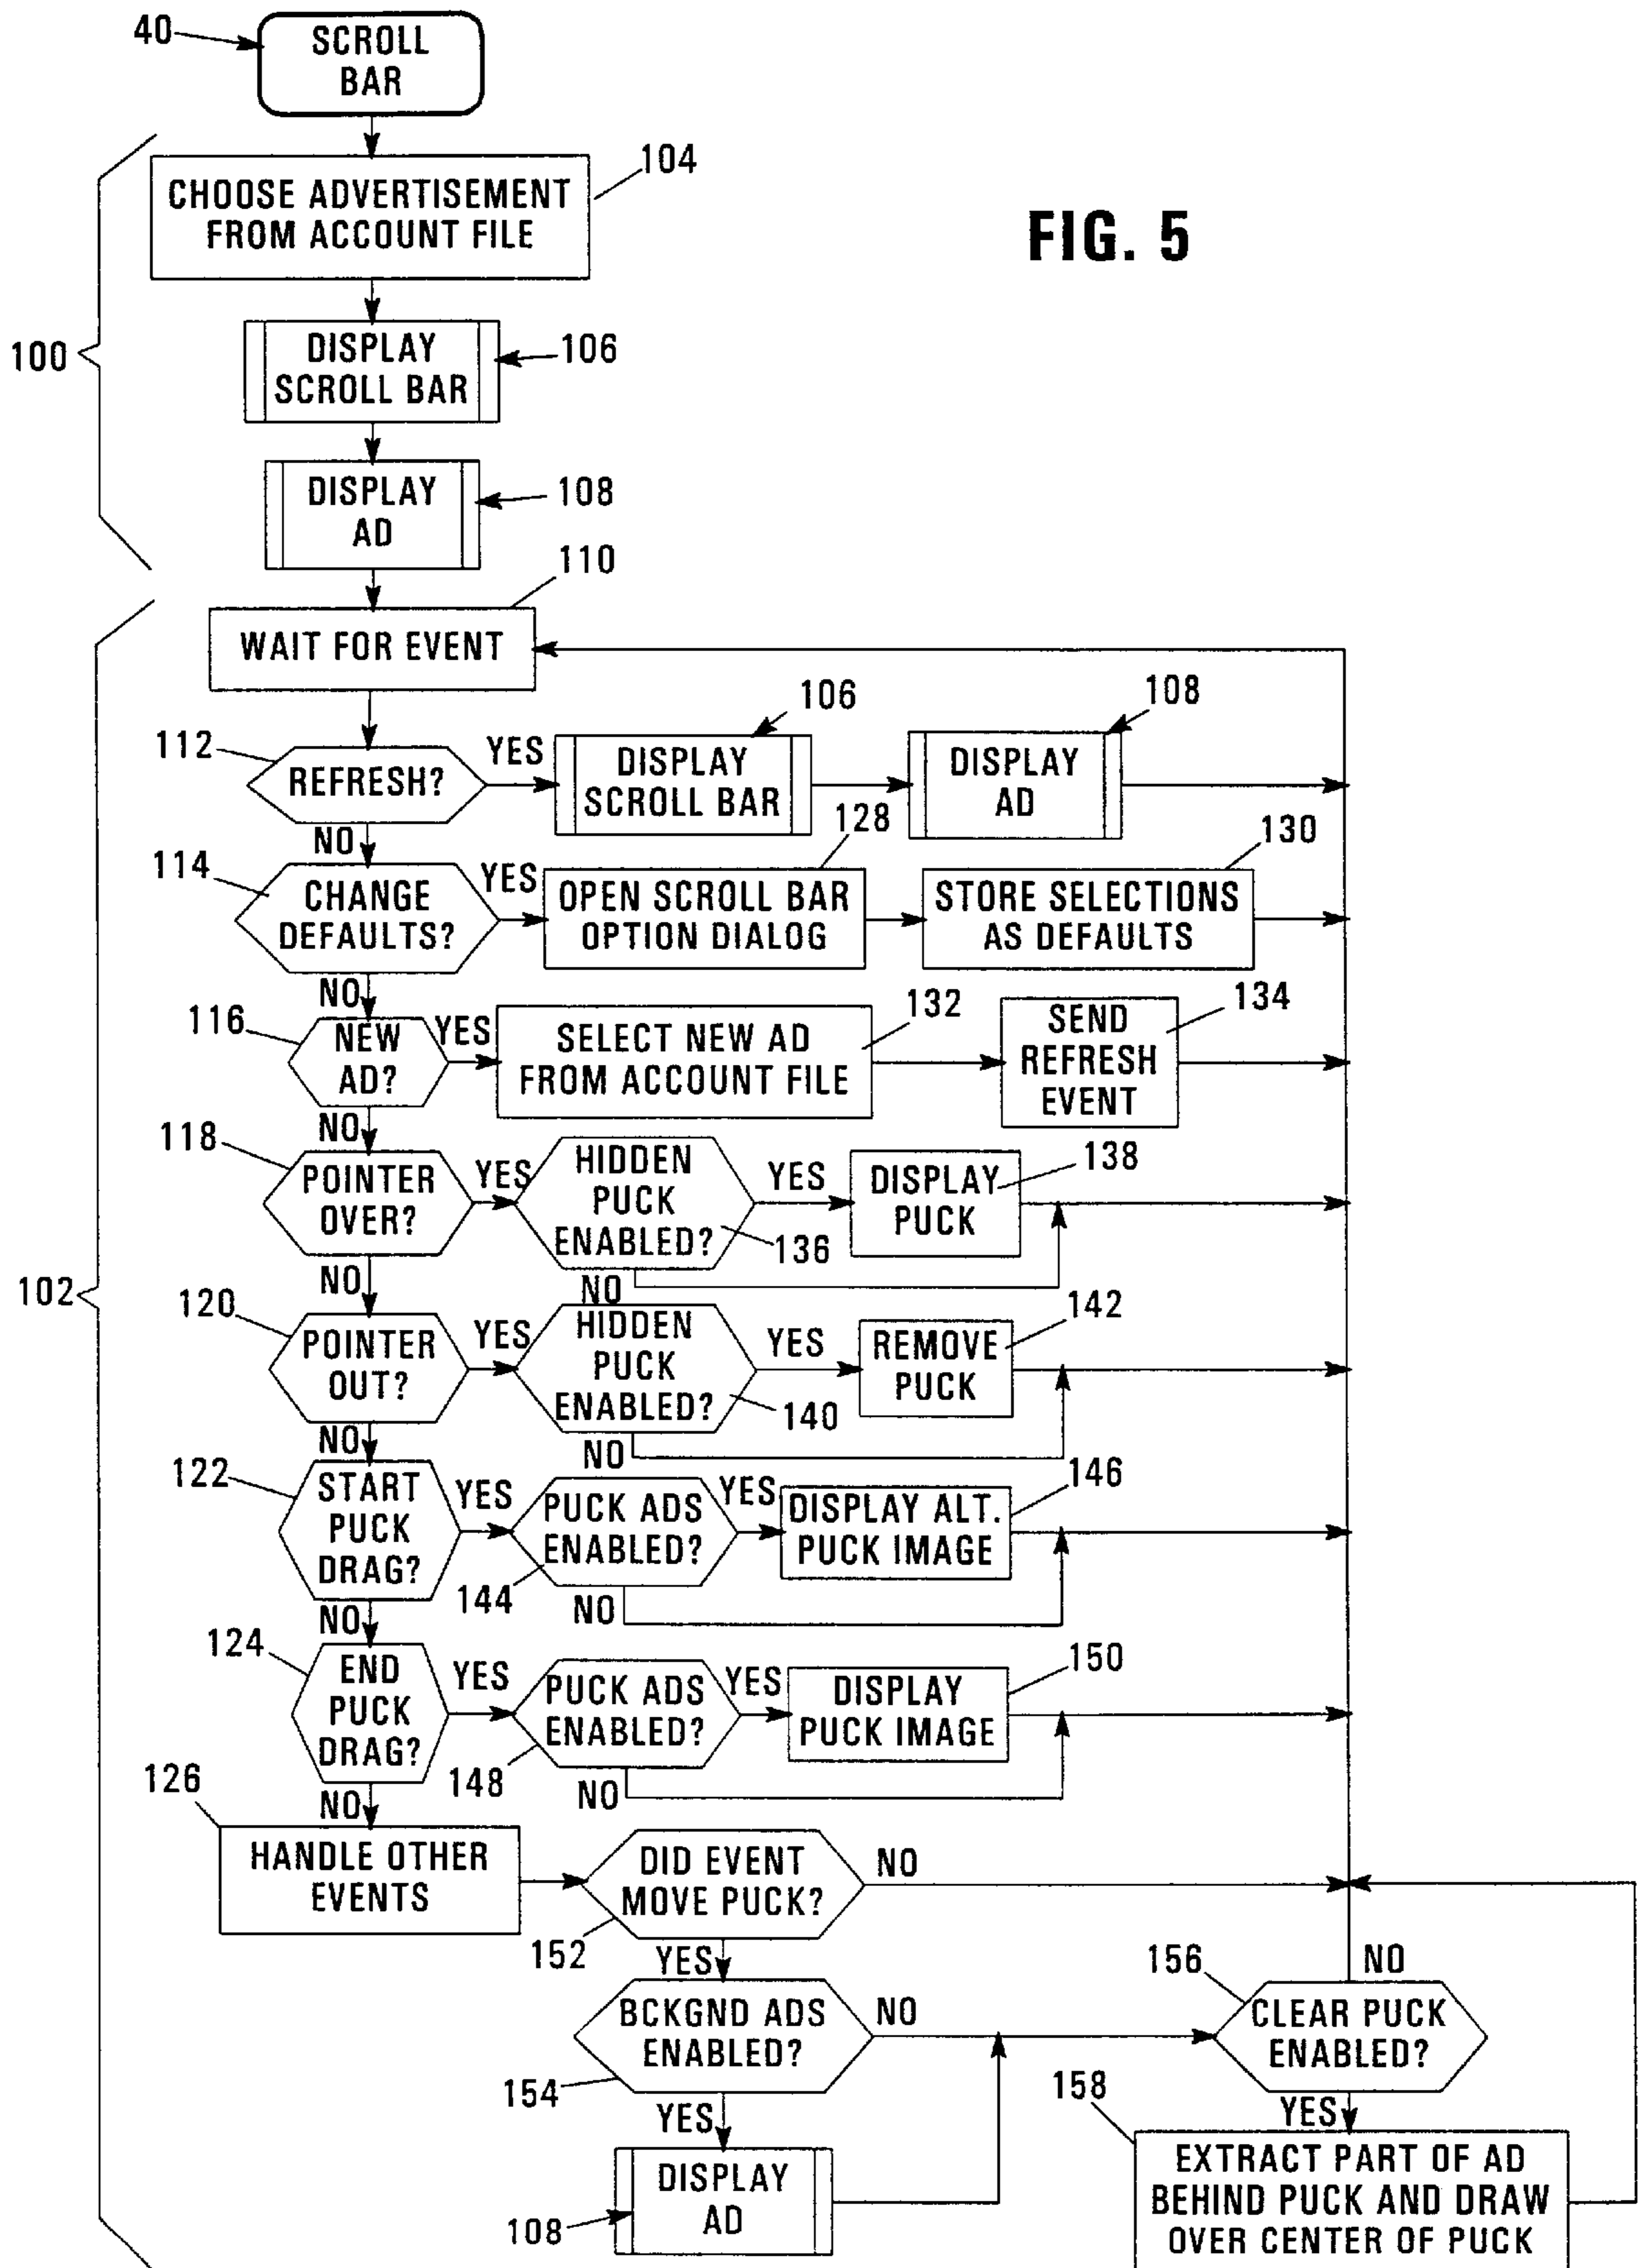 40
SCROLL
BAR
104
CHOOSE ADVERTISEMENT
FROM ACCOUNT FILE
FIG. 5
100
DISPLAY
SCROLL BAR
106
DISPLAY
AD
108
110
WAIT FOR EVENT
102
112
REFRESH?
YES
DISPLAY
SCROLL BAR
106
DISPLAY
AD
108
NO
114
CHANGE
DEFAULTS?
YES
OPEN SCROLL BAR
OPTION DIALOG
128
STORE SELECTIONS
AS DEFAULTS
130
NO
116
NEW
AD?
YES
SELECT NEW AD
FROM ACCOUNT FILE
132
SEND
REFRESH
EVENT
134
NO
118
POINTER
OVER?
YES
HIDDEN
PUCK
ENABLED?
136
YES
DISPLAY
PUCK
138
NO
NO
120
POINTER
OUT?
YES
HIDDEN
PUCK
ENABLED?
140
YES
REMOVE
PUCK
142
NO
NO
122
START
PUCK
DRAG?
YES
PUCK ADS
ENABLED?
144
YES
DISPLAY ALT.
PUCK IMAGE
146
NO
NO
124
END
PUCK
DRAG?
YES
PUCK ADS
ENABLED?
148
YES
DISPLAY
PUCK IMAGE
150
NO
NO
126
HANDLE OTHER
EVENTS
DID EVENT
MOVE PUCK?
152
NO
YES
BCKGND ADS
ENABLED?
154
NO
156
NO
CLEAR PUCK
ENABLED?
YES
DISPLAY
AD
108
YES
158
EXTRACT PART OF AD
BEHIND PUCK AND DRAW
OVER CENTER OF PUCK